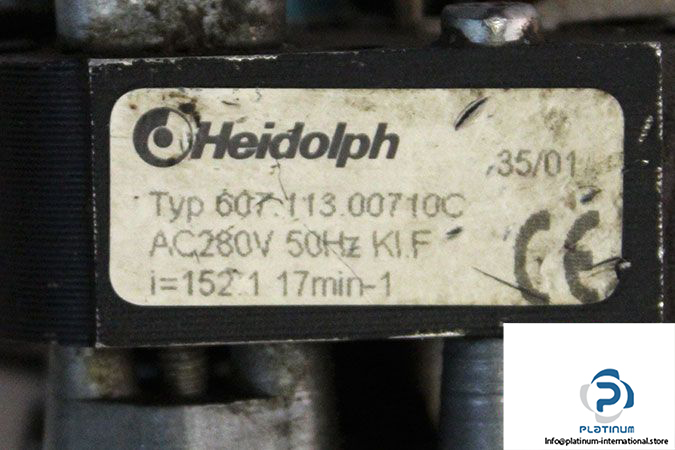 Heidolph
35/01
Typ 607.113.00710C
AC280V 50Hz Kl.F
i=152:1 17min-1
CE
P
PLATINUM
Info@platinum-international.store